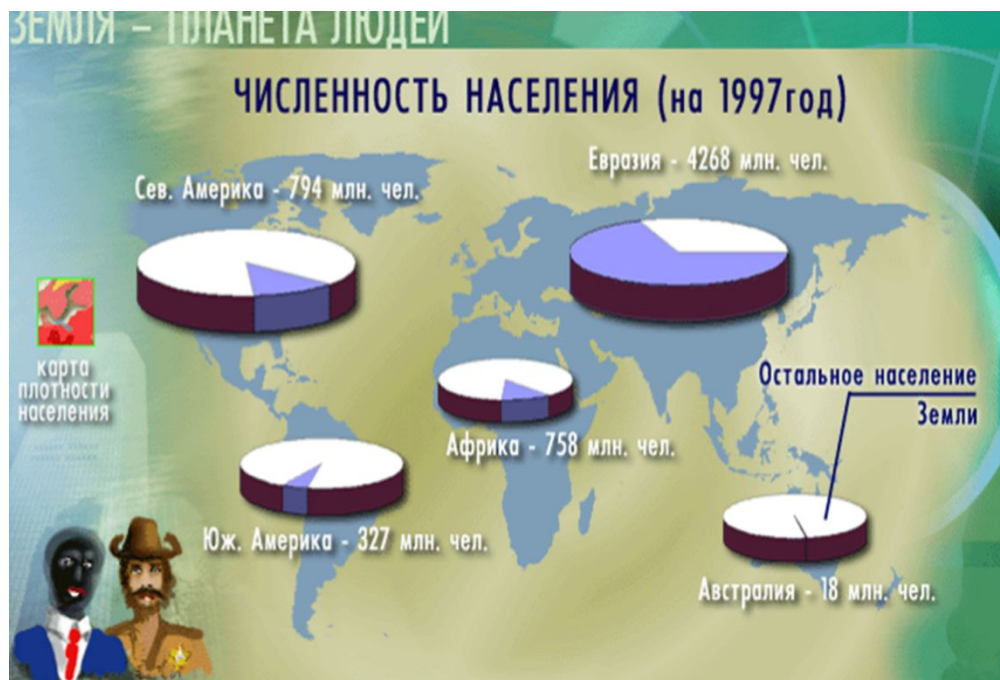 ЗЕМЛЯ – ПЛАНЕТА ЛЮДЕЙ
ЧИСЛЕННОСТЬ НАСЕЛЕНИЯ (на 1997год)
Евразия - 4268 млн. чел.
Сев. Америка - 794 млн. чел.
карта
плотности
населения
Остальное население
Земли
Африка - 758 млн. чел.
Юж. Америка - 327 млн. чел.
Австралия - 18 млн. чел.